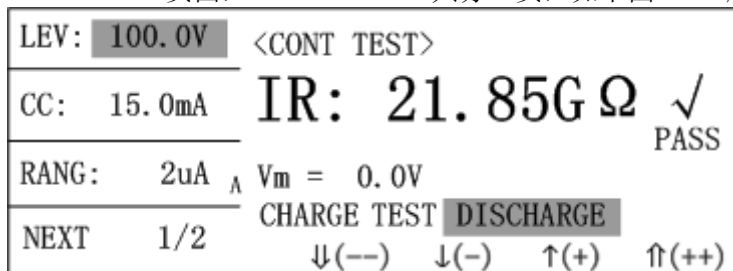 LEV: 100.0V
<CONT TEST>
CC: 15.0mA
IR: 21.85GΩ √
PASS
RANG: 2uA ∧
Vm = 0.0V
CHARGE TEST DISCHARGE
NEXT 1/2
⇓(--) ↓(-) ↑(+) ⇑(++)